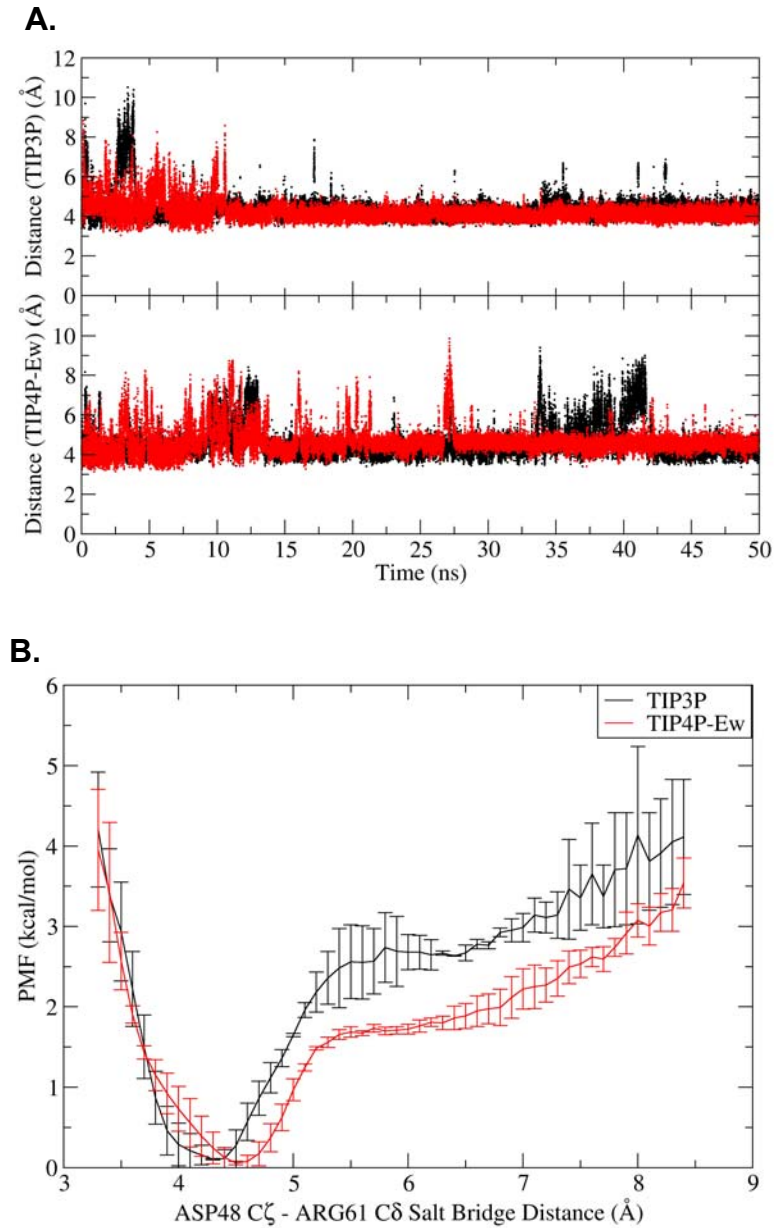 A.
12
10
8
6
4
2
0
Distance (TIP3P) (Å)
10
8
6
4
2
0
Distance (TIP4P-Ew) (Å)
0 5 10 15 20 25 30 35 40 45 50
Time (ns)
B.
6
5
4
3
2
1
0
PMF (kcal/mol)
TIP3P
TIP4P-Ew
3 4 5 6 7 8 9
ASP48 Cζ - ARG61 Cδ Salt Bridge Distance (Å)